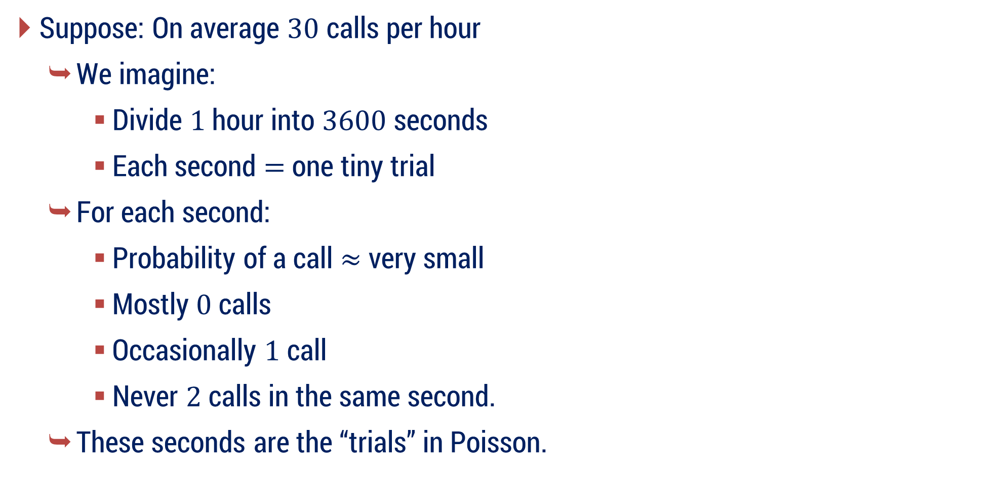 Suppose: On average 30 calls per hour
We imagine:
Divide 1 hour into 3600 seconds
Each second = one tiny trial
For each second:
Probability of a call ≈ very small
Mostly 0 calls
Occasionally 1 call
Never 2 calls in the same second.
These seconds are the “trials” in Poisson.